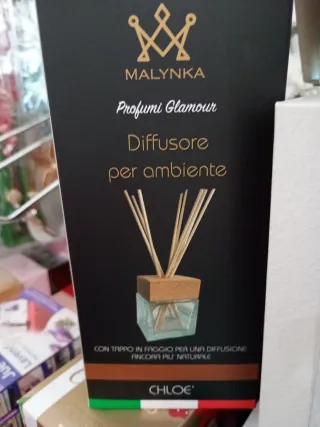 MALYNKA
Profumi Glamour
Diffusore
per ambiente
CON TAPPO IN FAGGIO PER UNA DIFFUSIONE
ANCORA PIU' NATURALE
CHLOE'